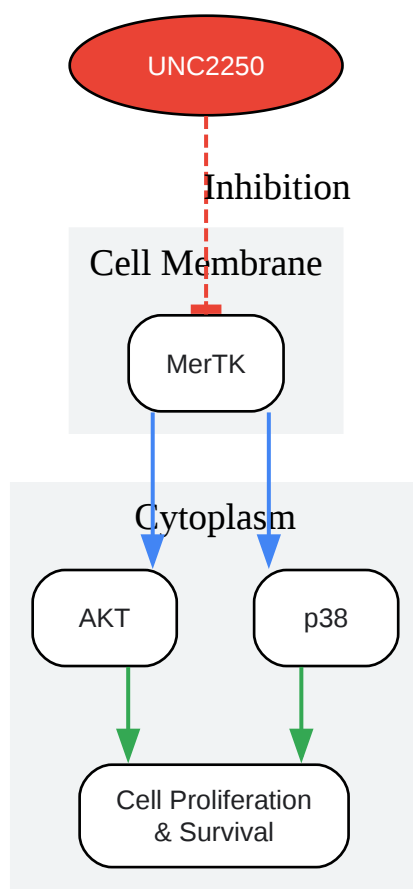 UNC2250
Inhibition
Cell Membrane
MerTK
Cytoplasm
AKT
p38
Cell Proliferation
& Survival